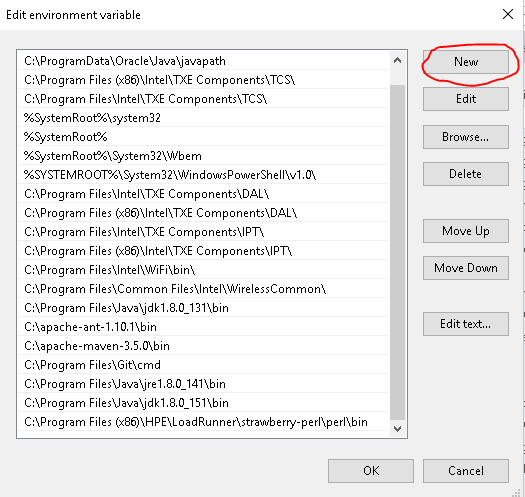 Edit environment variable
C:\ProgramData\Oracle\Java\javapath
C:\Program Files (x86)\Intel\TXE Components\TCS\
C:\Program Files\Intel\TXE Components\TCS\
%SystemRoot%\system32
%SystemRoot%
%SystemRoot%\System32\Wbem
%SYSTEMROOT%\System32\WindowsPowerShell\v1.0\
C:\Program Files\Intel\TXE Components\DAL\
C:\Program Files (x86)\Intel\TXE Components\DAL\
C:\Program Files\Intel\TXE Components\IPT\
C:\Program Files (x86)\Intel\TXE Components\IPT\
C:\Program Files\Intel\WiFi\bin\
C:\Program Files\Common Files\Intel\WirelessCommon\
C:\Program Files\Java\jdk1.8.0_131\bin
C:\apache-ant-1.10.1\bin
C:\apache-maven-3.5.0\bin
C:\Program Files\Git\cmd
C:\Program Files\Java\jre1.8.0_141\bin
C:\Program Files\Java\jdk1.8.0_151\bin
C:\Program Files (x86)\HPE\LoadRunner\strawberry-perl\perl\bin
New
Edit
Browse...
Delete
Move Up
Move Down
Edit text...
OK
Cancel